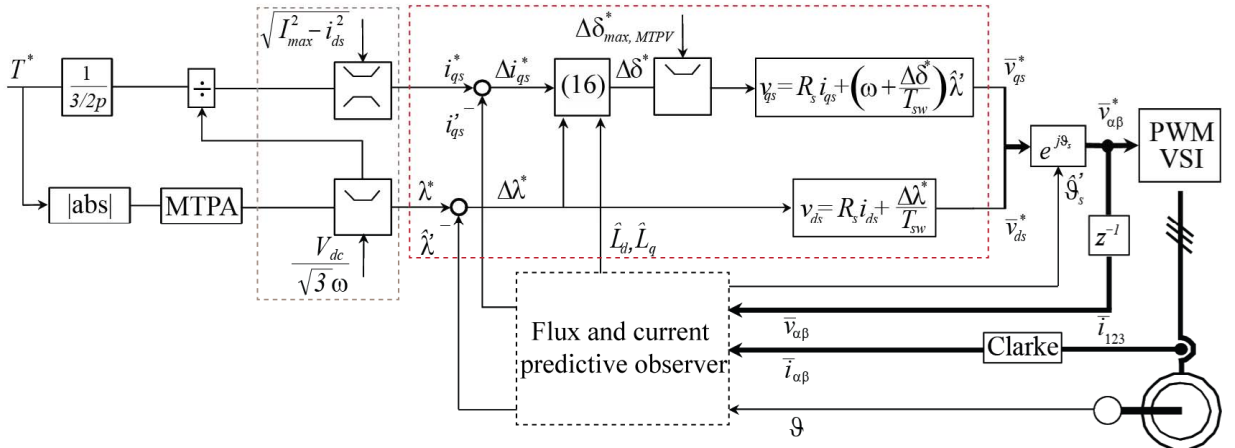 √I²max − i²ds
Δδ*max, MTPV
T*
1
3/2p
÷
i*qs
Δi*qs
(16)
Δδ*
vqs = Rs iqs + (ω + Δδ*/Tsw) λ̂'
v̄*qs
i'qs −
v̄*αβ
PWM
VSI
e^jϑs
|abs|
MTPA
λ*
Δλ*
vds = Rs ids + Δλ*/Tsw
v̄*ds
ϑ̂'s
z⁻¹
λ̂' −
Vdc
√3 ω
L̂d, L̂q
Flux and current
predictive observer
v̄αβ
ī123
Clarke
īαβ
ϑ